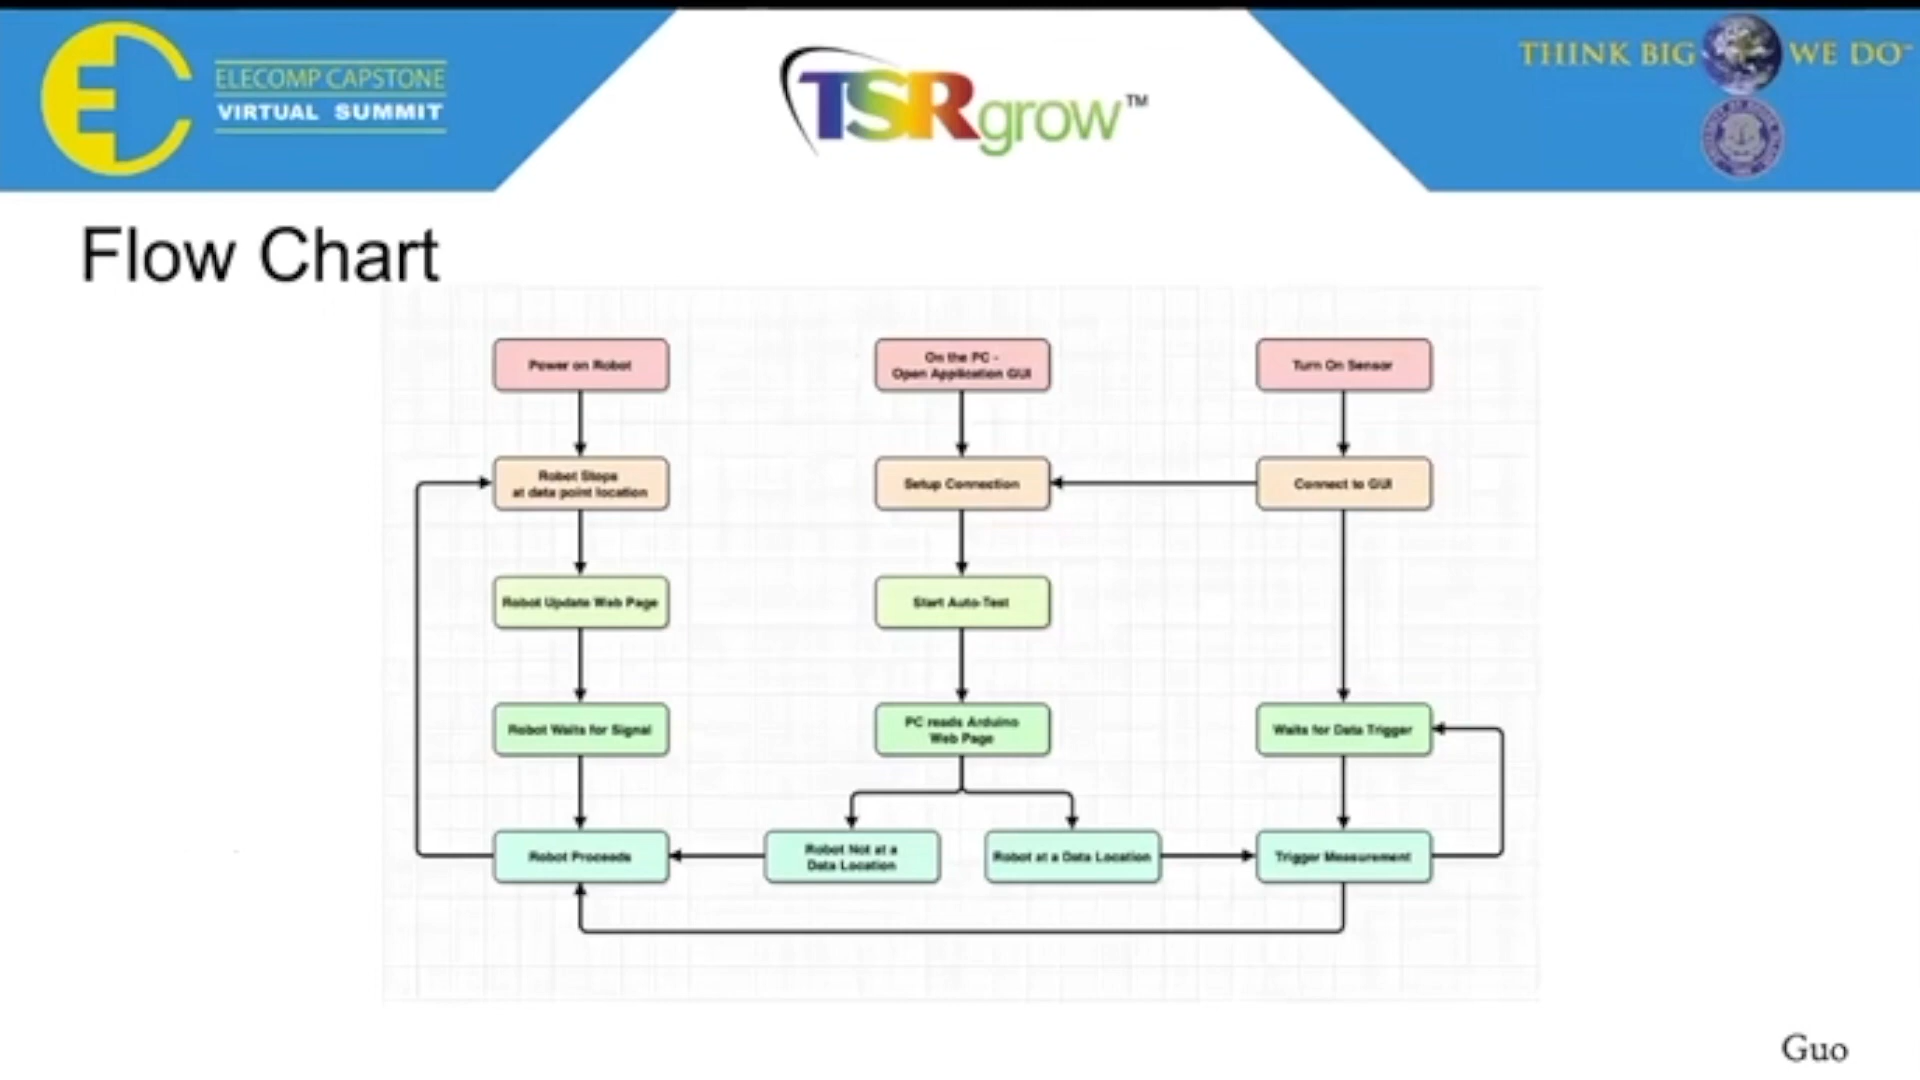 ELECOMP CAPSTONE
VIRTUAL SUMMIT
TSRgrow™
THINK BIG WE DO™
Flow Chart
Power on Robot
On the PC -
Open Application GUI
Turn On Sensor
Robot Stops
at data point location
Setup Connection
Connect to GUI
Robot Update Web Page
Start Auto-Test
Robot Waits for Signal
PC reads Arduino
Web Page
Waits for Data Trigger
Robot Proceeds
Robot Not at a
Data Location
Robot at a Data Location
Trigger Measurement
Guo